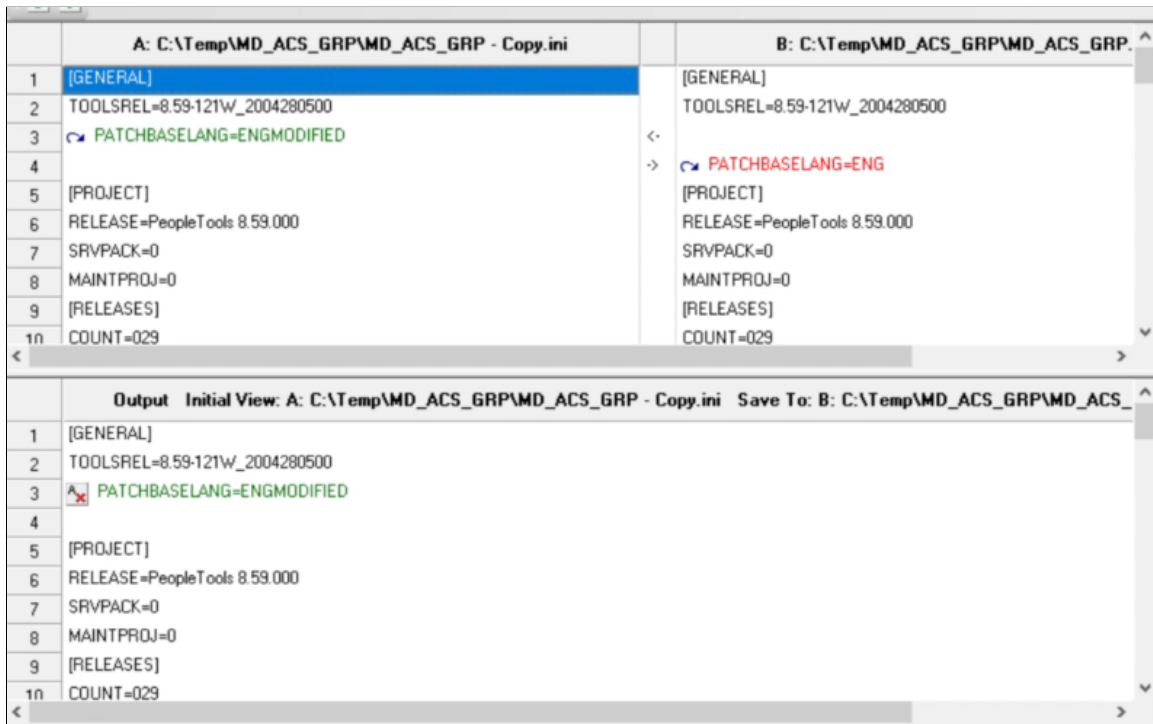 A: C:\Temp\MD_ACS_GRP\MD_ACS_GRP - Copy.ini
B: C:\Temp\MD_ACS_GRP\MD_ACS_GRP.
1 [GENERAL] [GENERAL]
2 TOOLSREL=8.59-121W_2004280500 TOOLSREL=8.59-121W_2004280500
3 PATCHBASELANG=ENGMODIFIED <-
4 -> PATCHBASELANG=ENG
5 [PROJECT] [PROJECT]
6 RELEASE=PeopleTools 8.59.000 RELEASE=PeopleTools 8.59.000
7 SRVPACK=0 SRVPACK=0
8 MAINTPROJ=0 MAINTPROJ=0
9 [RELEASES] [RELEASES]
10 COUNT=029 COUNT=029
Output Initial View: A: C:\Temp\MD_ACS_GRP\MD_ACS_GRP - Copy.ini Save To: B: C:\Temp\MD_ACS_GRP\MD_ACS_
1 [GENERAL]
2 TOOLSREL=8.59-121W_2004280500
3 A PATCHBASELANG=ENGMODIFIED
4
5 [PROJECT]
6 RELEASE=PeopleTools 8.59.000
7 SRVPACK=0
8 MAINTPROJ=0
9 [RELEASES]
10 COUNT=029